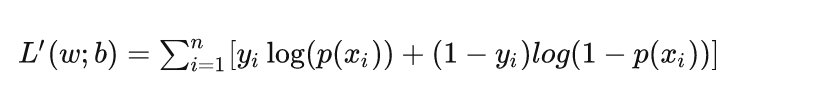 L′(w; b) = ∑ⁿᵢ₌₁[yᵢ log(p(xᵢ)) + (1 − yᵢ)log(1 − p(xᵢ))]